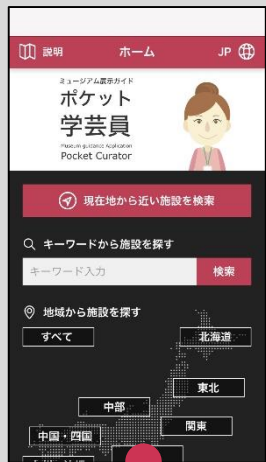 説明
ホーム
JP
ミュージアム展示ガイド
ポケット
学芸員
Museum guidance Application
Pocket Curator
現在地から近い施設を検索
キーワードから施設を探す
キーワード入力
検索
地域から施設を探す
すべて
北海道
東北
中部
関東
中国・四国